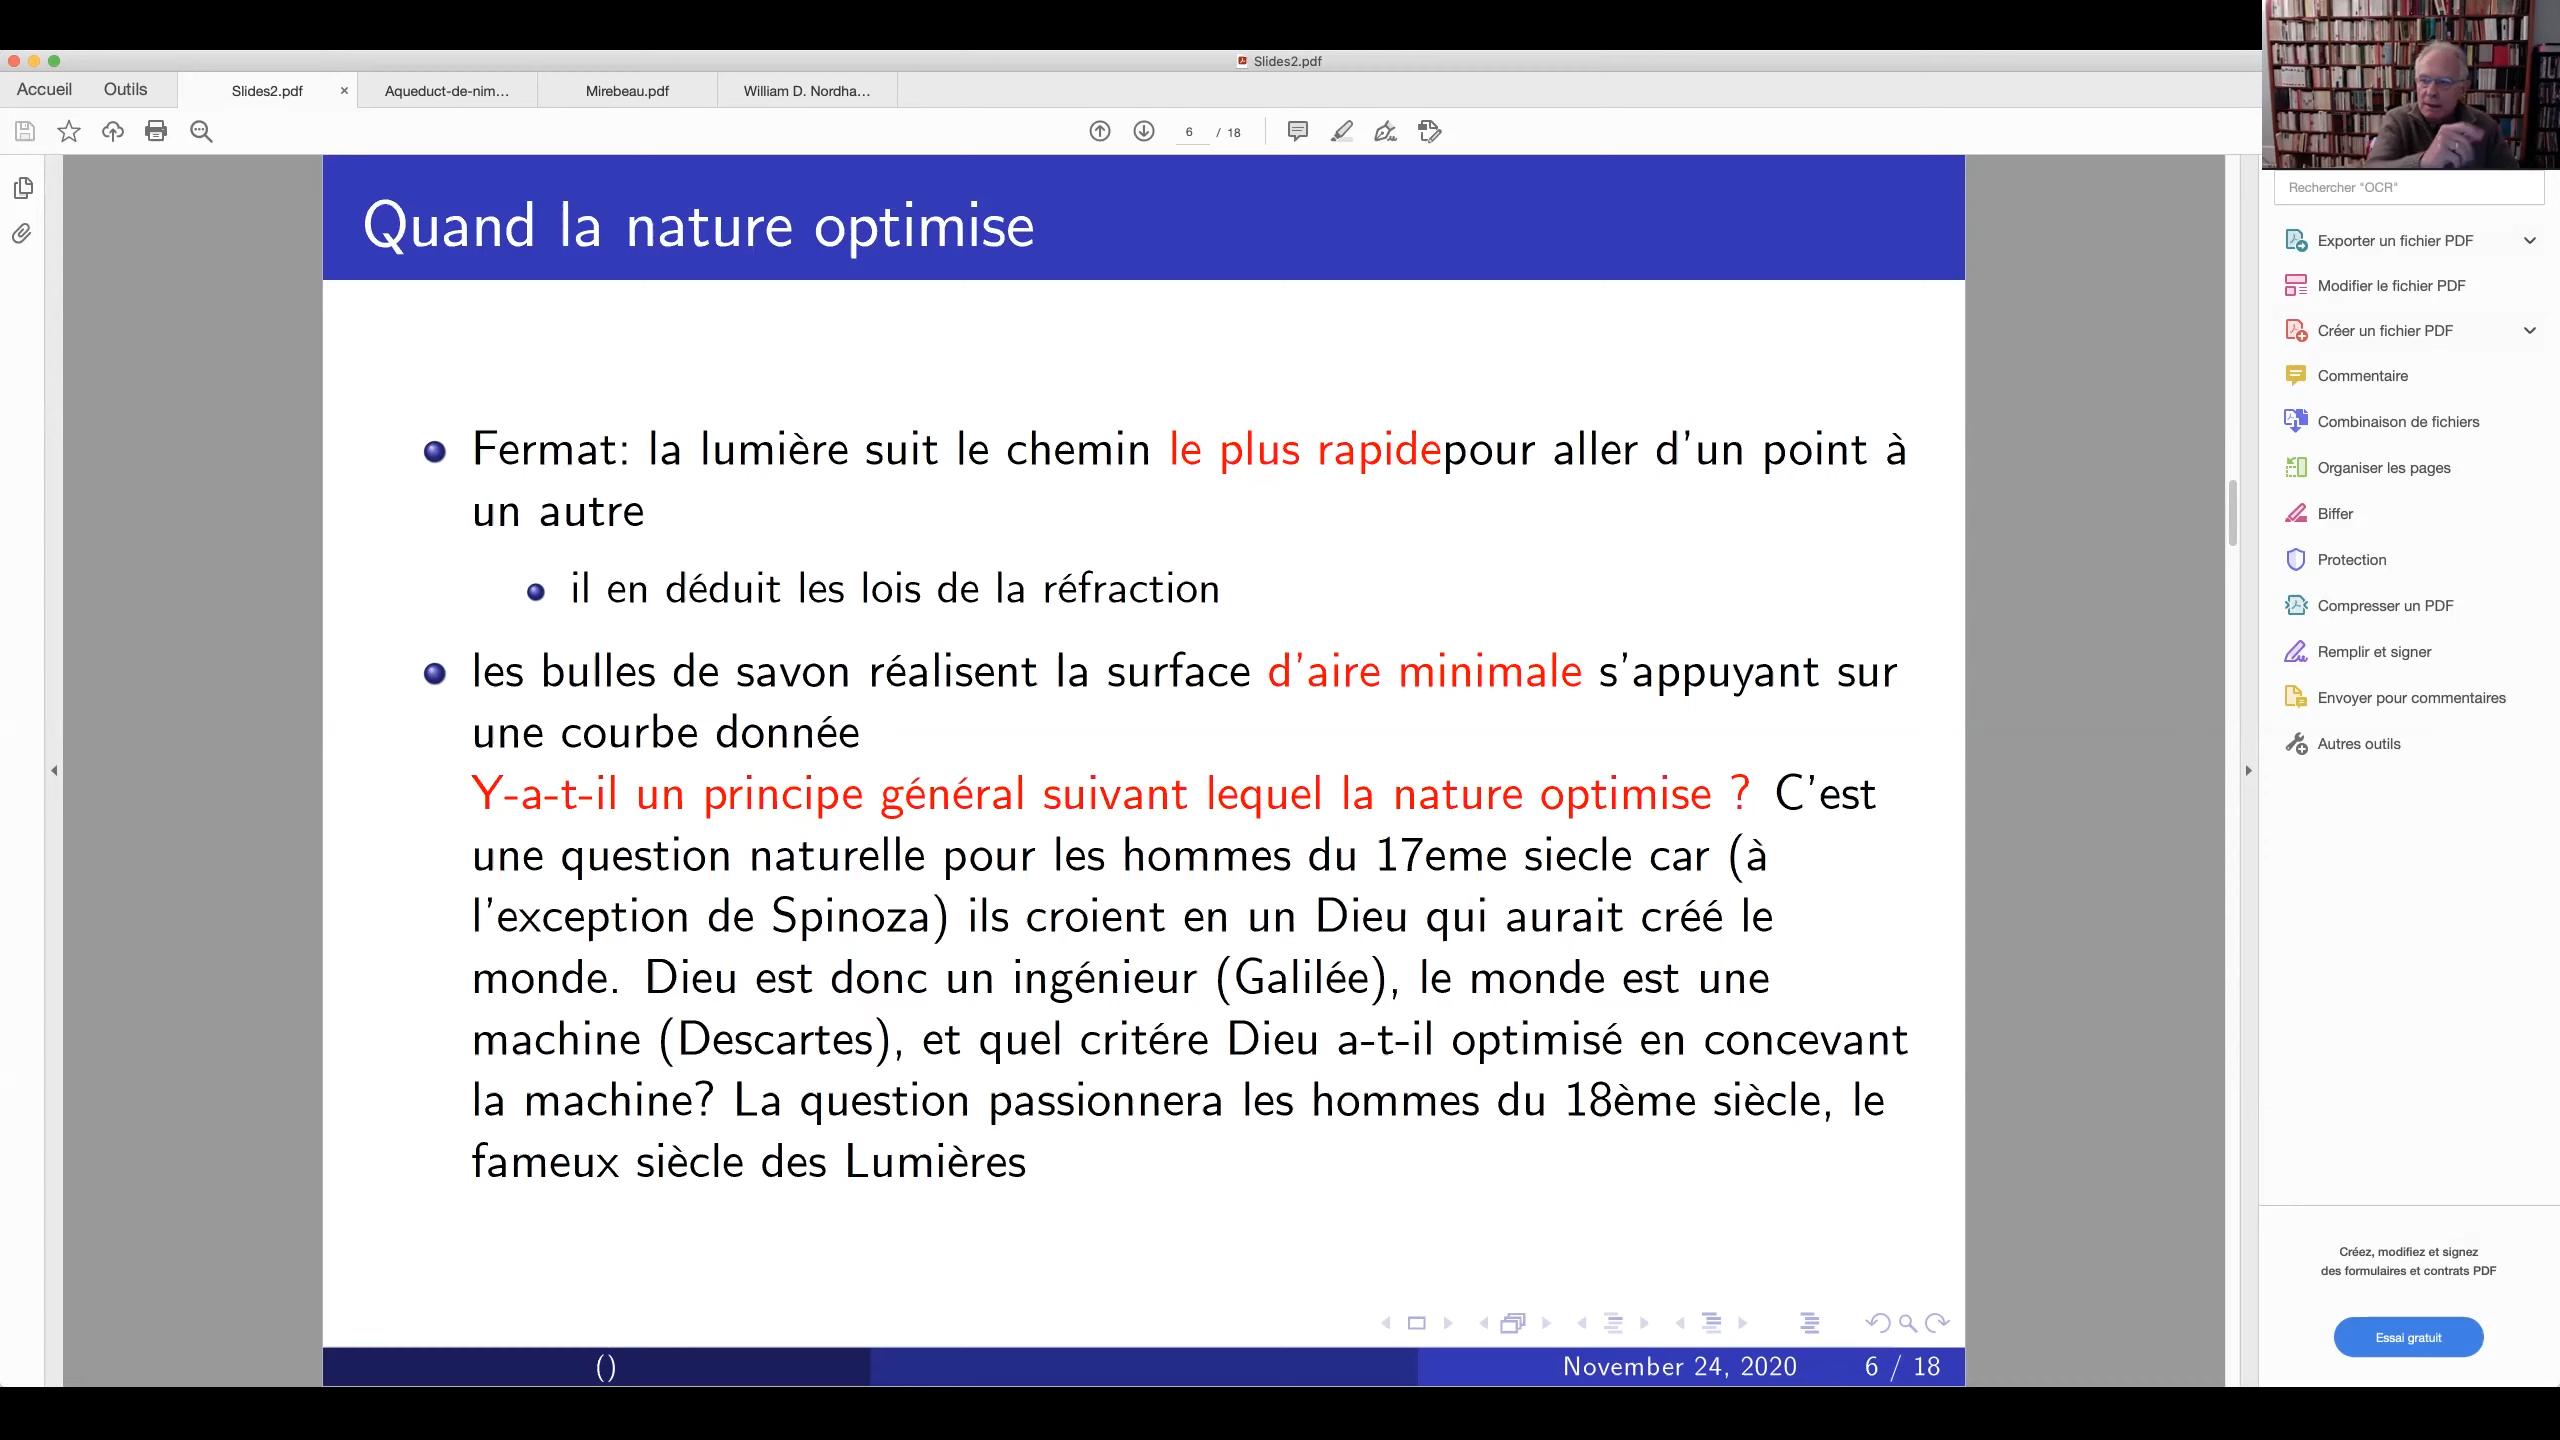 Slides2.pdf
Accueil
Outils
Slides2.pdf
×
Aqueduct-de-nim...
Mirebeau.pdf
William D. Nordha...
6 / 18
Rechercher "OCR"
Quand la nature optimise
Fermat: la lumière suit le chemin le plus rapidepour aller d'un point à
un autre
il en déduit les lois de la réfraction
les bulles de savon réalisent la surface d'aire minimale s'appuyant sur
une courbe donnée
Y-a-t-il un principe général suivant lequel la nature optimise ? C'est
une question naturelle pour les hommes du 17eme siecle car (à
l'exception de Spinoza) ils croient en un Dieu qui aurait créé le
monde. Dieu est donc un ingénieur (Galilée), le monde est une
machine (Descartes), et quel critére Dieu a-t-il optimisé en concevant
la machine? La question passionnera les hommes du 18ème siècle, le
fameux siècle des Lumières
()
November 24, 2020
6 / 18
Exporter un fichier PDF
Modifier le fichier PDF
Créer un fichier PDF
Commentaire
Combinaison de fichiers
Organiser les pages
Biffer
Protection
Compresser un PDF
Remplir et signer
Envoyer pour commentaires
Autres outils
Créez, modifiez et signez
des formulaires et contrats PDF
Essai gratuit